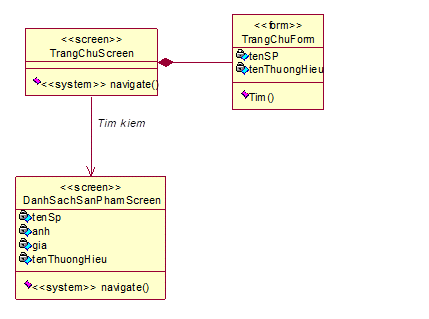 <<screen>>
TrangChuScreen
<<system>> navigate()
<<form>>
TrangChuForm
tenSP
tenThuongHieu
Tim()
Tim kiem
<<screen>>
DanhSachSanPhamScreen
tenSp
anh
gia
tenThuongHieu
<<system>> navigate()